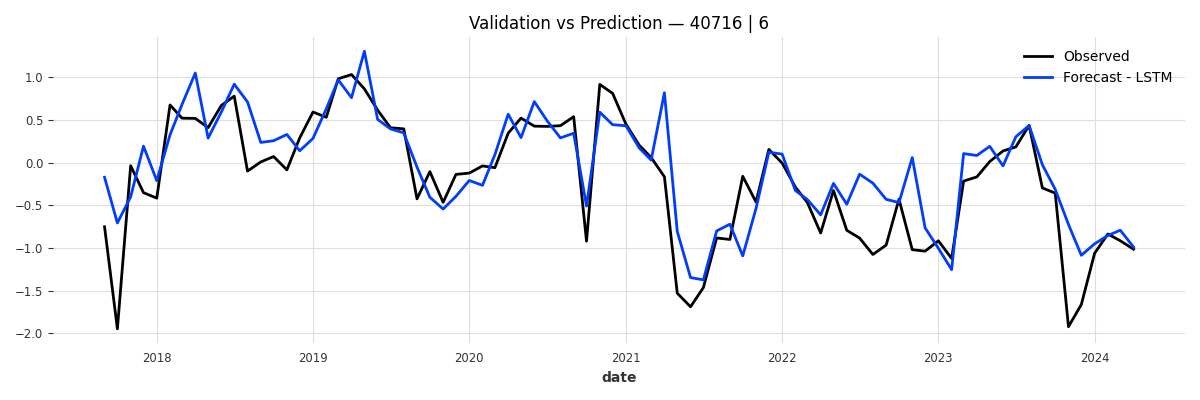 Validation vs Prediction — 40716 | 6
Observed
Forecast - LSTM
1.0
0.5
0.0
−0.5
−1.0
−1.5
−2.0
2018 2019 2020 2021 2022 2023 2024
date